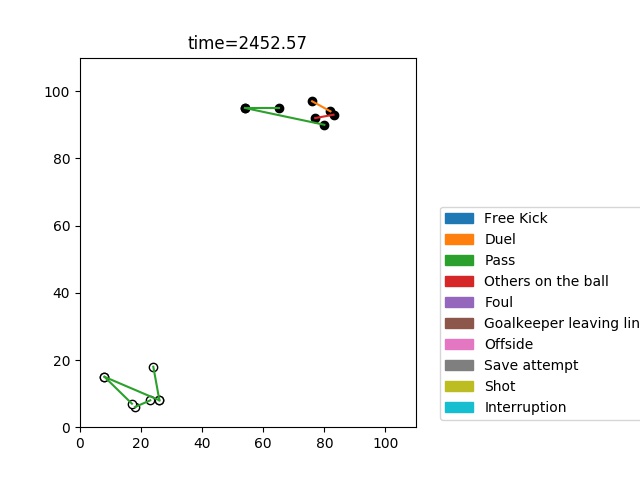 time=2452.57
100
80
60
40
20
0
0 20 40 60 80 100
Free Kick
Duel
Pass
Others on the ball
Foul
Goalkeeper leaving lin
Offside
Save attempt
Shot
Interruption